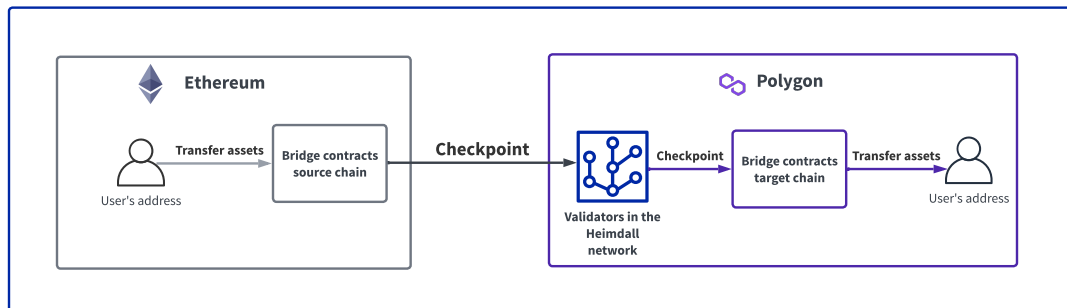 Ethereum
Polygon
Transfer assets
Bridge contracts
source chain
User's address
Checkpoint
Validators in the
Heimdall
network
Checkpoint
Bridge contracts
target chain
Transfer assets
User's address